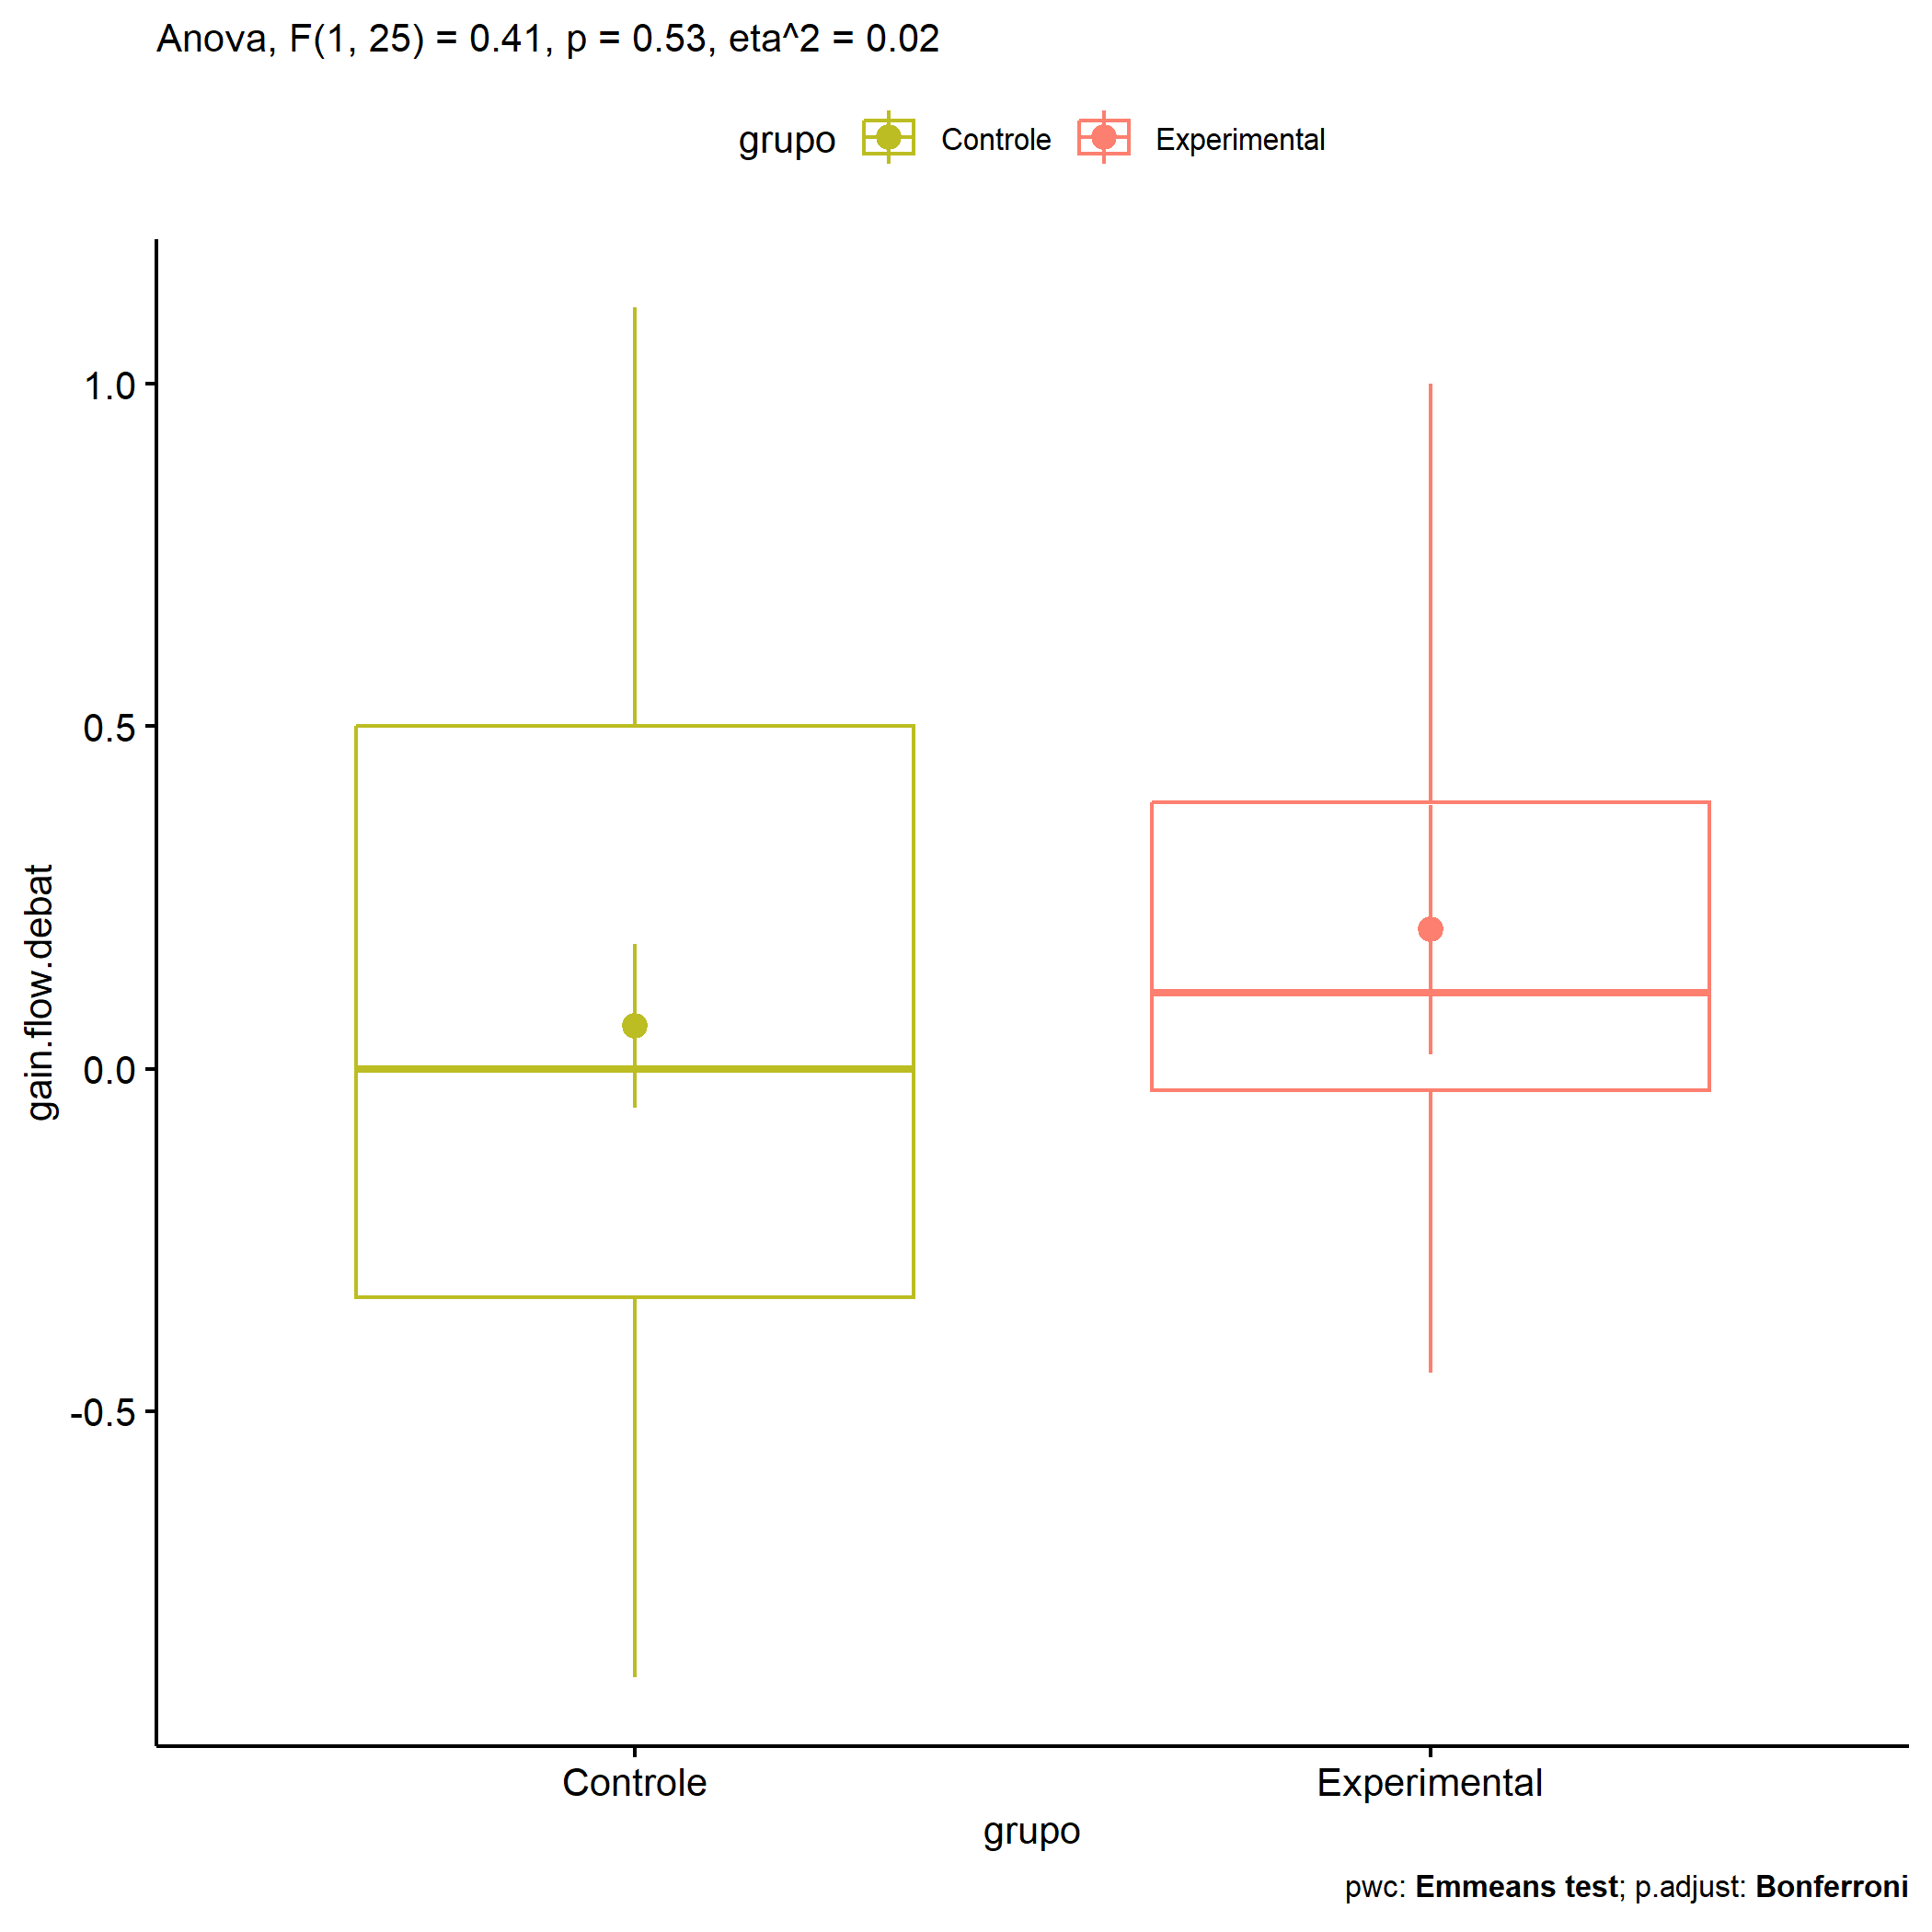 Anova, F(1, 25) = 0.41, p = 0.53, eta^2 = 0.02
grupo Controle Experimental
1.0
0.5
0.0
-0.5
gain.flow.debat
Controle Experimental
grupo
pwc: Emmeans test; p.adjust: Bonferroni